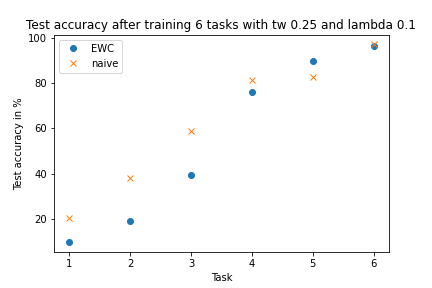 Test accuracy after training 6 tasks with tw 0.25 and lambda 0.1
100
EWC
naive
80
60
40
20
Test accuracy in %
1 2 3 4 5 6
Task